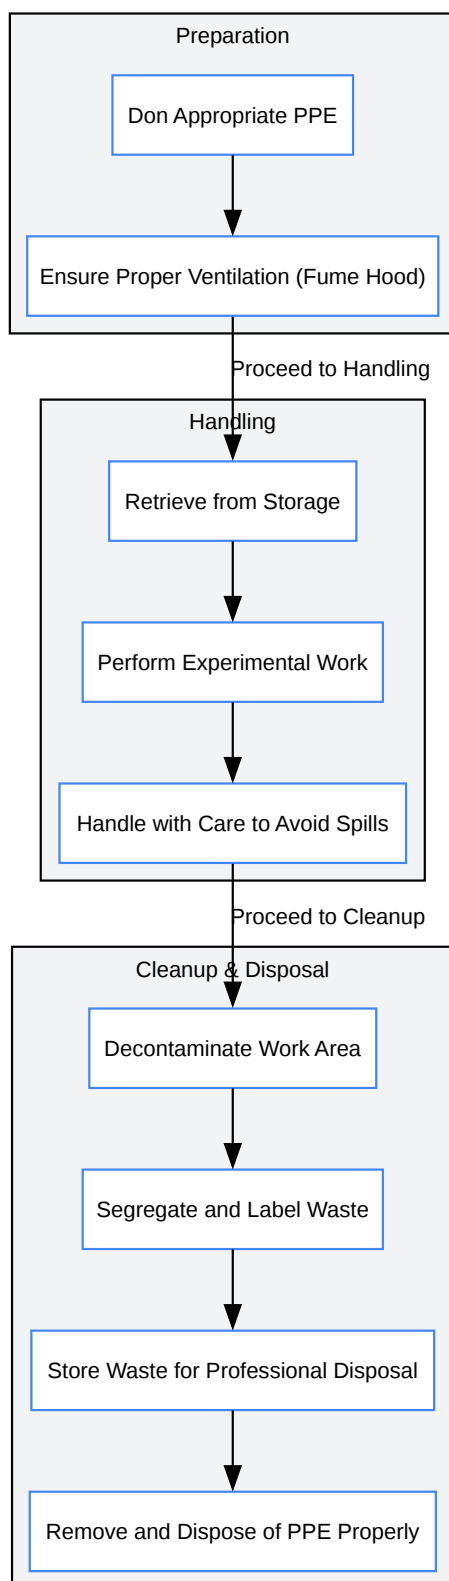 Preparation
Don Appropriate PPE
Ensure Proper Ventilation (Fume Hood)
Proceed to Handling
Handling
Retrieve from Storage
Perform Experimental Work
Handle with Care to Avoid Spills
Proceed to Cleanup
Cleanup & Disposal
Decontaminate Work Area
Segregate and Label Waste
Store Waste for Professional Disposal
Remove and Dispose of PPE Properly